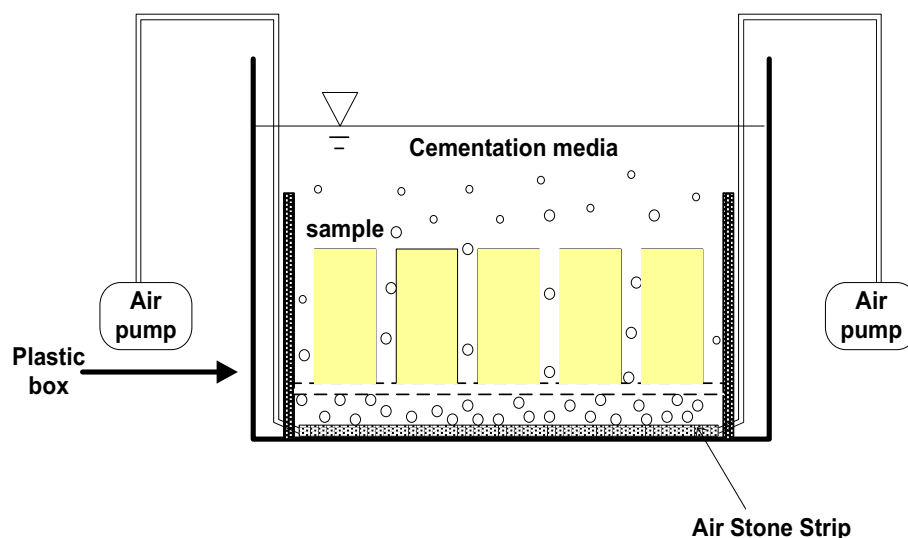 Cementation media
sample
Air
pump
Air
pump
Plastic
box
Air Stone Strip